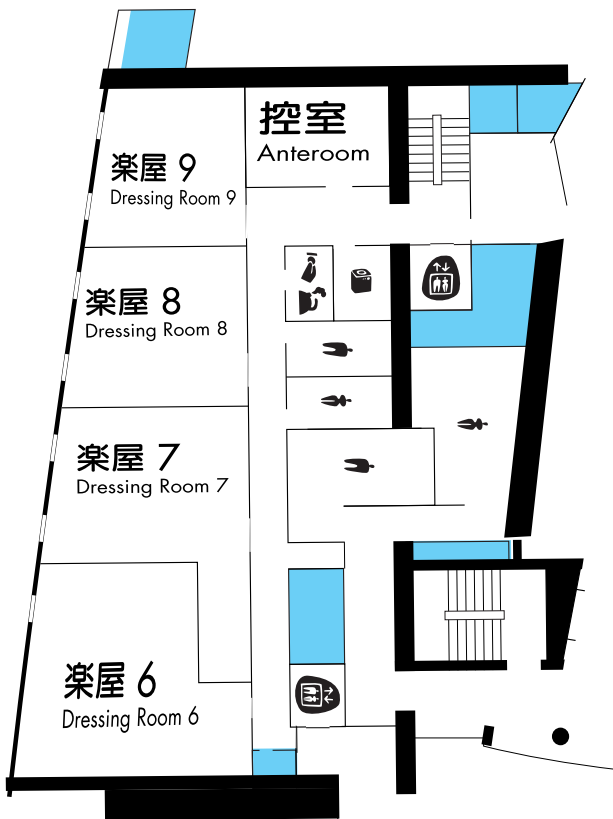 控室
Anteroom
楽屋 9
Dressing Room 9
楽屋 8
Dressing Room 8
楽屋 7
Dressing Room 7
楽屋 6
Dressing Room 6